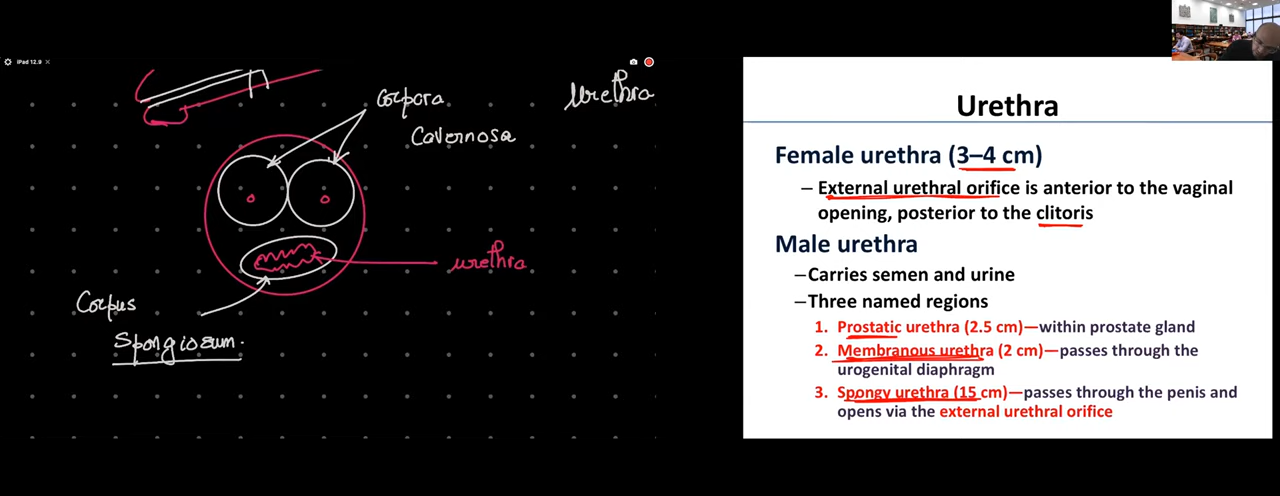 iPad 12.9 ×
Corpora
Cavernosa
Urethra
urethra
Corpus
Spongiosum.
Urethra
Female urethra (3–4 cm)
– External urethral orifice is anterior to the vaginal
opening, posterior to the clitoris
Male urethra
–Carries semen and urine
–Three named regions
1. Prostatic urethra (2.5 cm)—within prostate gland
2. Membranous urethra (2 cm)—passes through the
urogenital diaphragm
3. Spongy urethra (15 cm)—passes through the penis and
opens via the external urethral orifice